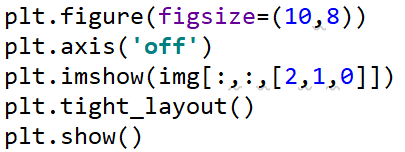 plt.figure(figsize=(10,8))
plt.axis('off')
plt.imshow(img[:,:,[2,1,0]])
plt.tight_layout()
plt.show()